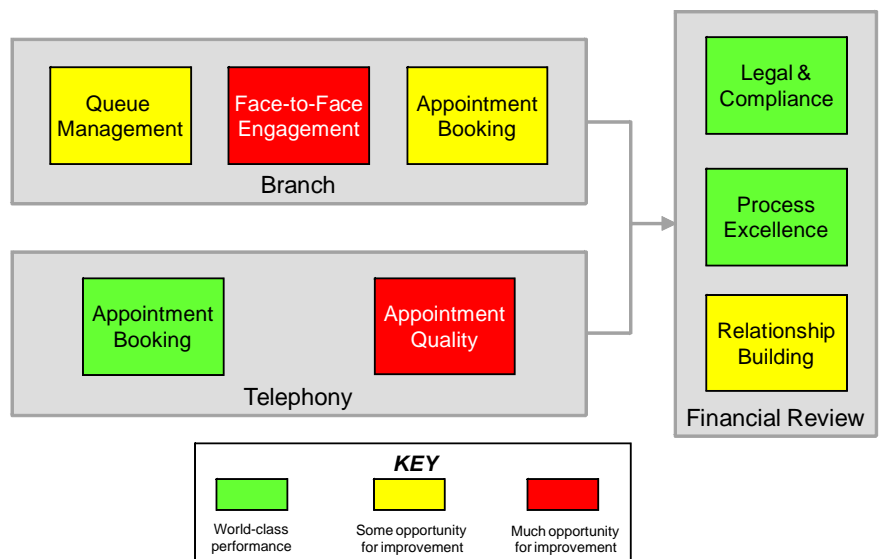 Queue
Management
Face-to-Face
Engagement
Appointment
Booking
Branch
Appointment
Booking
Appointment
Quality
Telephony
Legal &
Compliance
Process
Excellence
Relationship
Building
Financial Review
KEY
World-class
performance
Some opportunity
for improvement
Much opportunity
for improvement